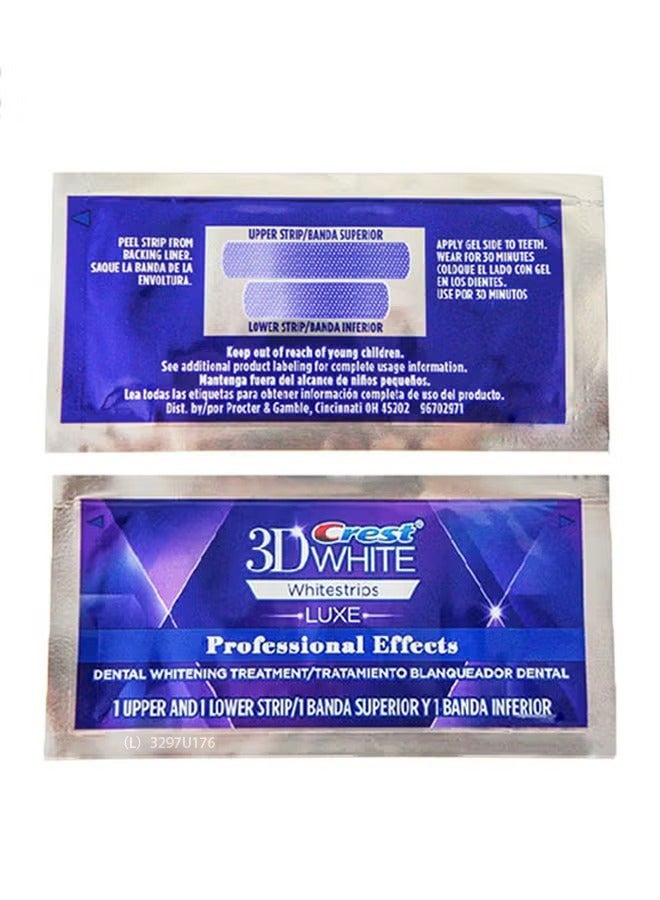 UPPER STRIP/BANDA SUPERIOR
PEEL STRIP FROM
BACKING LINER.
SAQUE LA BANDA DE LA
ENVOLTURA.
APPLY GEL SIDE TO TEETH.
WEAR FOR 30 MINUTES
COLOQUE EL LADO CON GEL
EN LOS DIENTES.
USE POR 30 MINUTOS
LOWER STRIP/BANDA INFERIOR
Keep out of reach of young children.
See additional product labeling for complete usage information.
Mantenga fuera del alcance de niños pequeños.
Lea todas las etiquetas para obtener información completa de uso del producto.
Dist. by/por Procter & Gamble, Cincinnati OH 45202 96702971
Crest®
3D WHITE
Whitestrips
LUXE
Professional Effects
DENTAL WHITENING TREATMENT/TRATAMIENTO BLANQUEADOR DENTAL
1 UPPER AND 1 LOWER STRIP/1 BANDA SUPERIOR Y 1 BANDA INFERIOR
(L) 3297U176